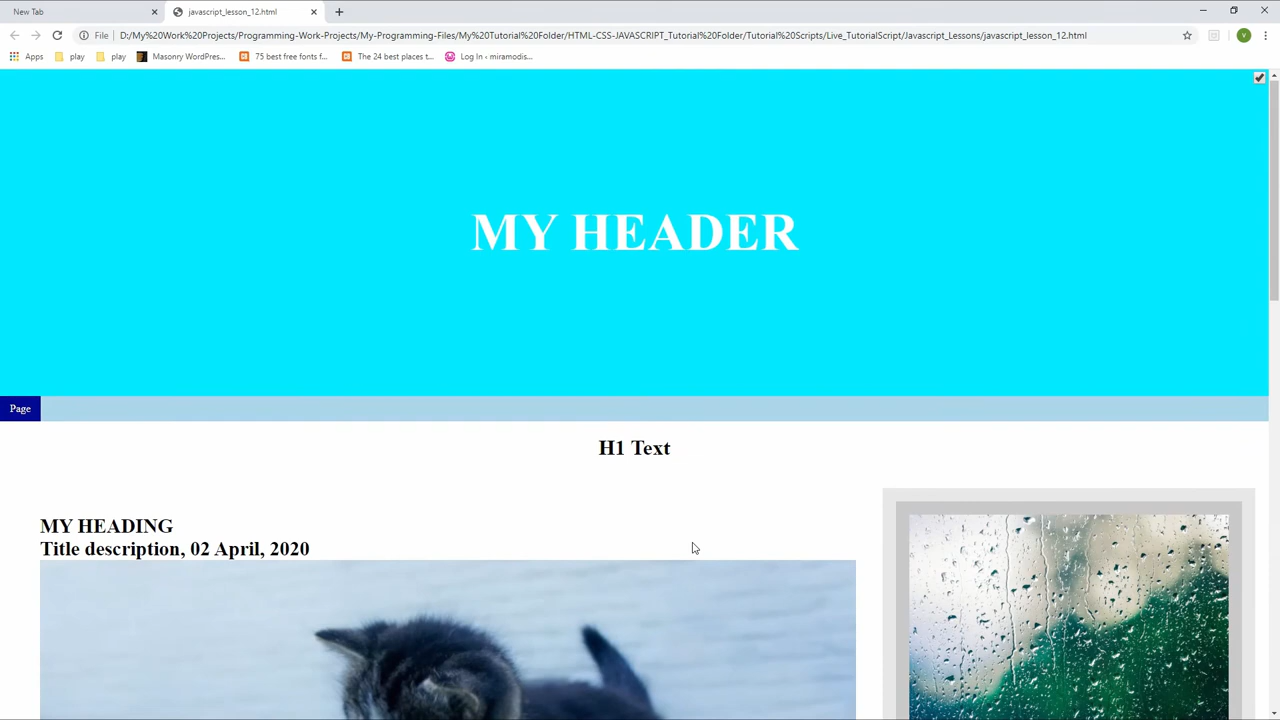 New Tab
javascript_lesson_12.html
File
D:/My%20Work%20Projects/Programming-Work-Projects/My-Programming-Files/My%20Tutorial%20Folder/HTML-CSS-JAVASCRIPT_Tutorial%20Folder/Tutorial%20Scripts/Live_TutorialScript/Javascript_Lessons/javascript_lesson_12.html
V
Apps
play
play
Masonry WordPres...
75 best free fonts f...
The 24 best places t...
Log In ‹ miramodis...
MY HEADER
Page
H1 Text
MY HEADING
Title description, 02 April, 2020